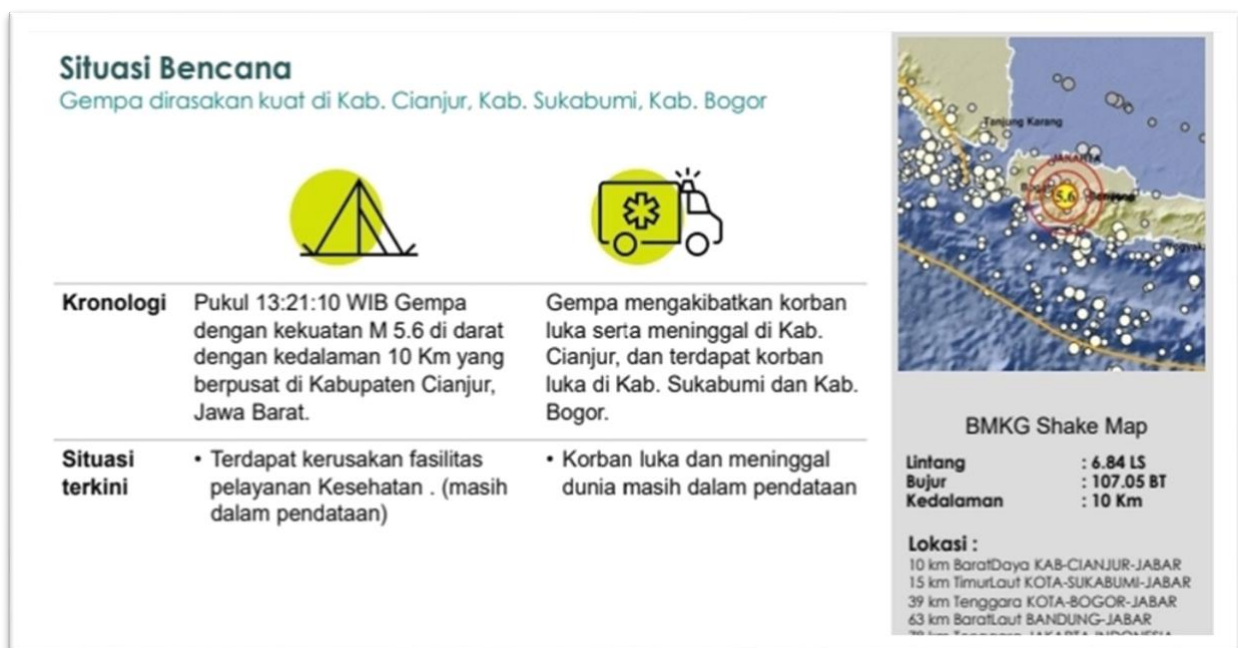 Situasi Bencana
Gempa dirasakan kuat di Kab. Cianjur, Kab. Sukabumi, Kab. Bogor
Kronologi
Pukul 13:21:10 WIB Gempa
dengan kekuatan M 5.6 di darat
dengan kedalaman 10 Km yang
berpusat di Kabupaten Cianjur,
Jawa Barat.
Gempa mengakibatkan korban
luka serta meninggal di Kab.
Cianjur, dan terdapat korban
luka di Kab. Sukabumi dan Kab.
Bogor.
Situasi
terkini
• Terdapat kerusakan fasilitas
pelayanan Kesehatan . (masih
dalam pendataan)
• Korban luka dan meninggal
dunia masih dalam pendataan
Tanjung Karang
JAKARTA
5.6
BMKG Shake Map
Lintang : 6.84 LS
Bujur : 107.05 BT
Kedalaman : 10 Km
Lokasi :
10 km BaratDaya KAB-CIANJUR-JABAR
15 km TimurLaut KOTA-SUKABUMI-JABAR
39 km Tenggara KOTA-BOGOR-JABAR
63 km BaratLaut BANDUNG-JABAR